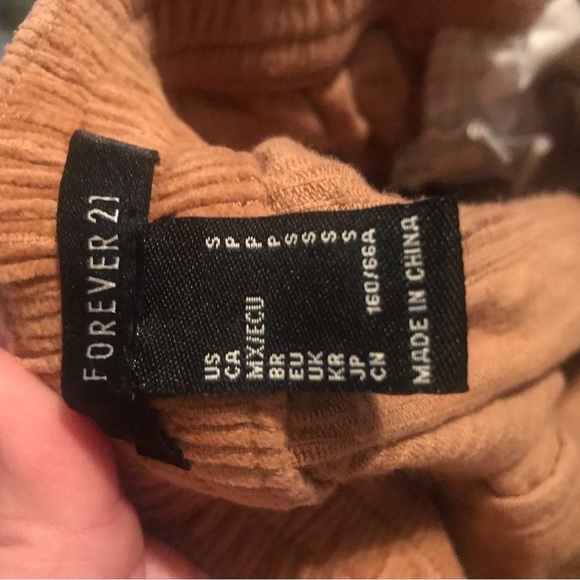 FOREVER 21
US S
CA P
MX/ECU P
BR P
EU S
UK S
KR S
JP S
CN 160/66A
MADE IN CHINA